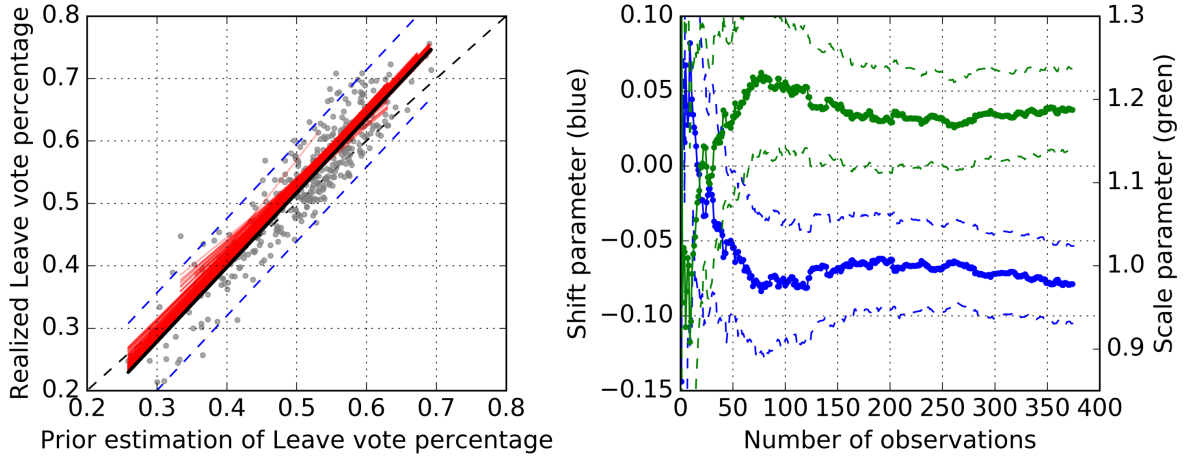 Realized Leave vote percentage
0.8
0.7
0.6
0.5
0.4
0.3
0.2
0.2 0.3 0.4 0.5 0.6 0.7 0.8
Prior estimation of Leave vote percentage
Shift parameter (blue)
0.10
0.05
0.00
−0.05
−0.10
−0.15
0 50 100 150 200 250 300 350 400
Number of observations
1.3
1.2
1.1
1.0
0.9
Scale parameter (green)